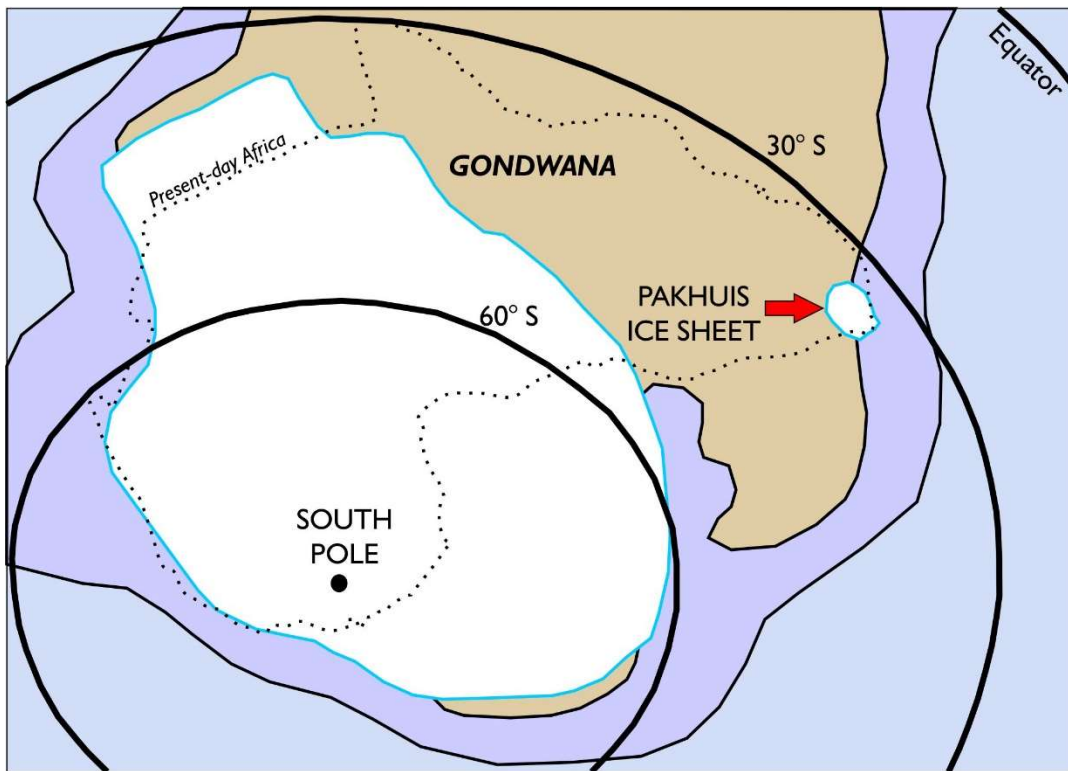 Equator
30° S
Present-day Africa
GONDWANA
PAKHUIS
ICE SHEET
60° S
SOUTH
POLE